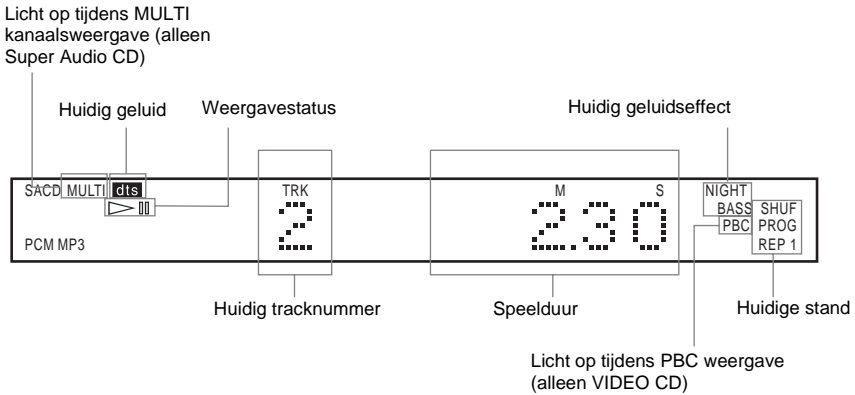 Licht op tijdens MULTI
kanaalsweergave (alleen
Super Audio CD)
Huidig geluid
Weergavestatus
Huidig geluidseffect
SACD MULTI dts
TRK
M
S
NIGHT
BASS
SHUF
2
2.30
PBC
PROG
PCM MP3
REP 1
Huidig tracknummer
Speelduur
Huidige stand
Licht op tijdens PBC weergave
(alleen VIDEO CD)